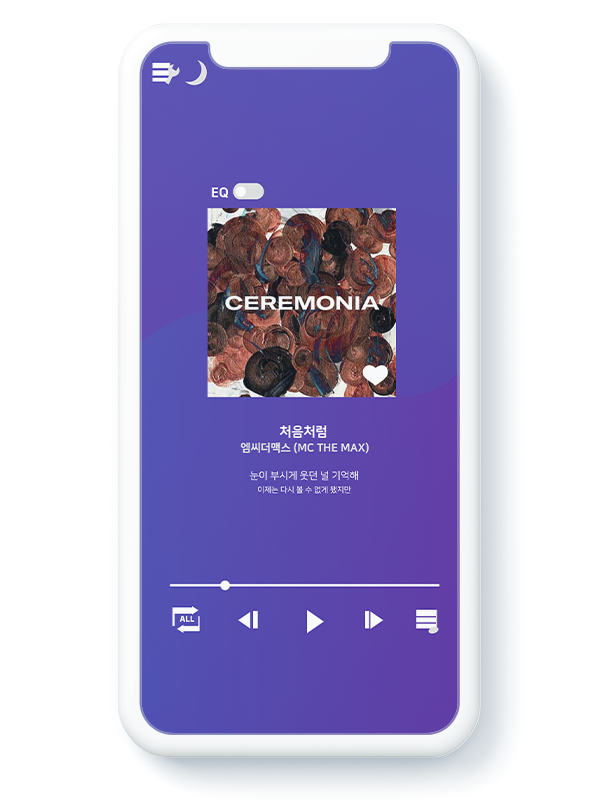 EQ
CEREMONIA
처음처럼
엠씨더맥스 (MC THE MAX)
눈이 부시게 웃던 널 기억해
이제는 다시 볼 수 없게 됐지만
ALL